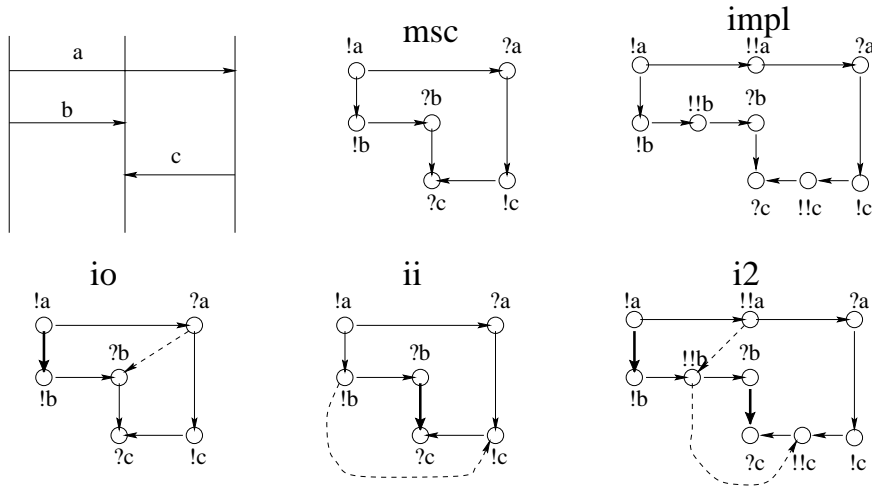 msc
impl
a
b
c
!a ?a
?b
!b
?c !c
!a !!a ?a
!!b ?b
!b
?c !!c !c
io
ii
i2
!a ?a
?b
!b
?c !c
!a ?a
?b
!b
?c !c
!a !!a ?a
!!b ?b
!b
?c !!c !c